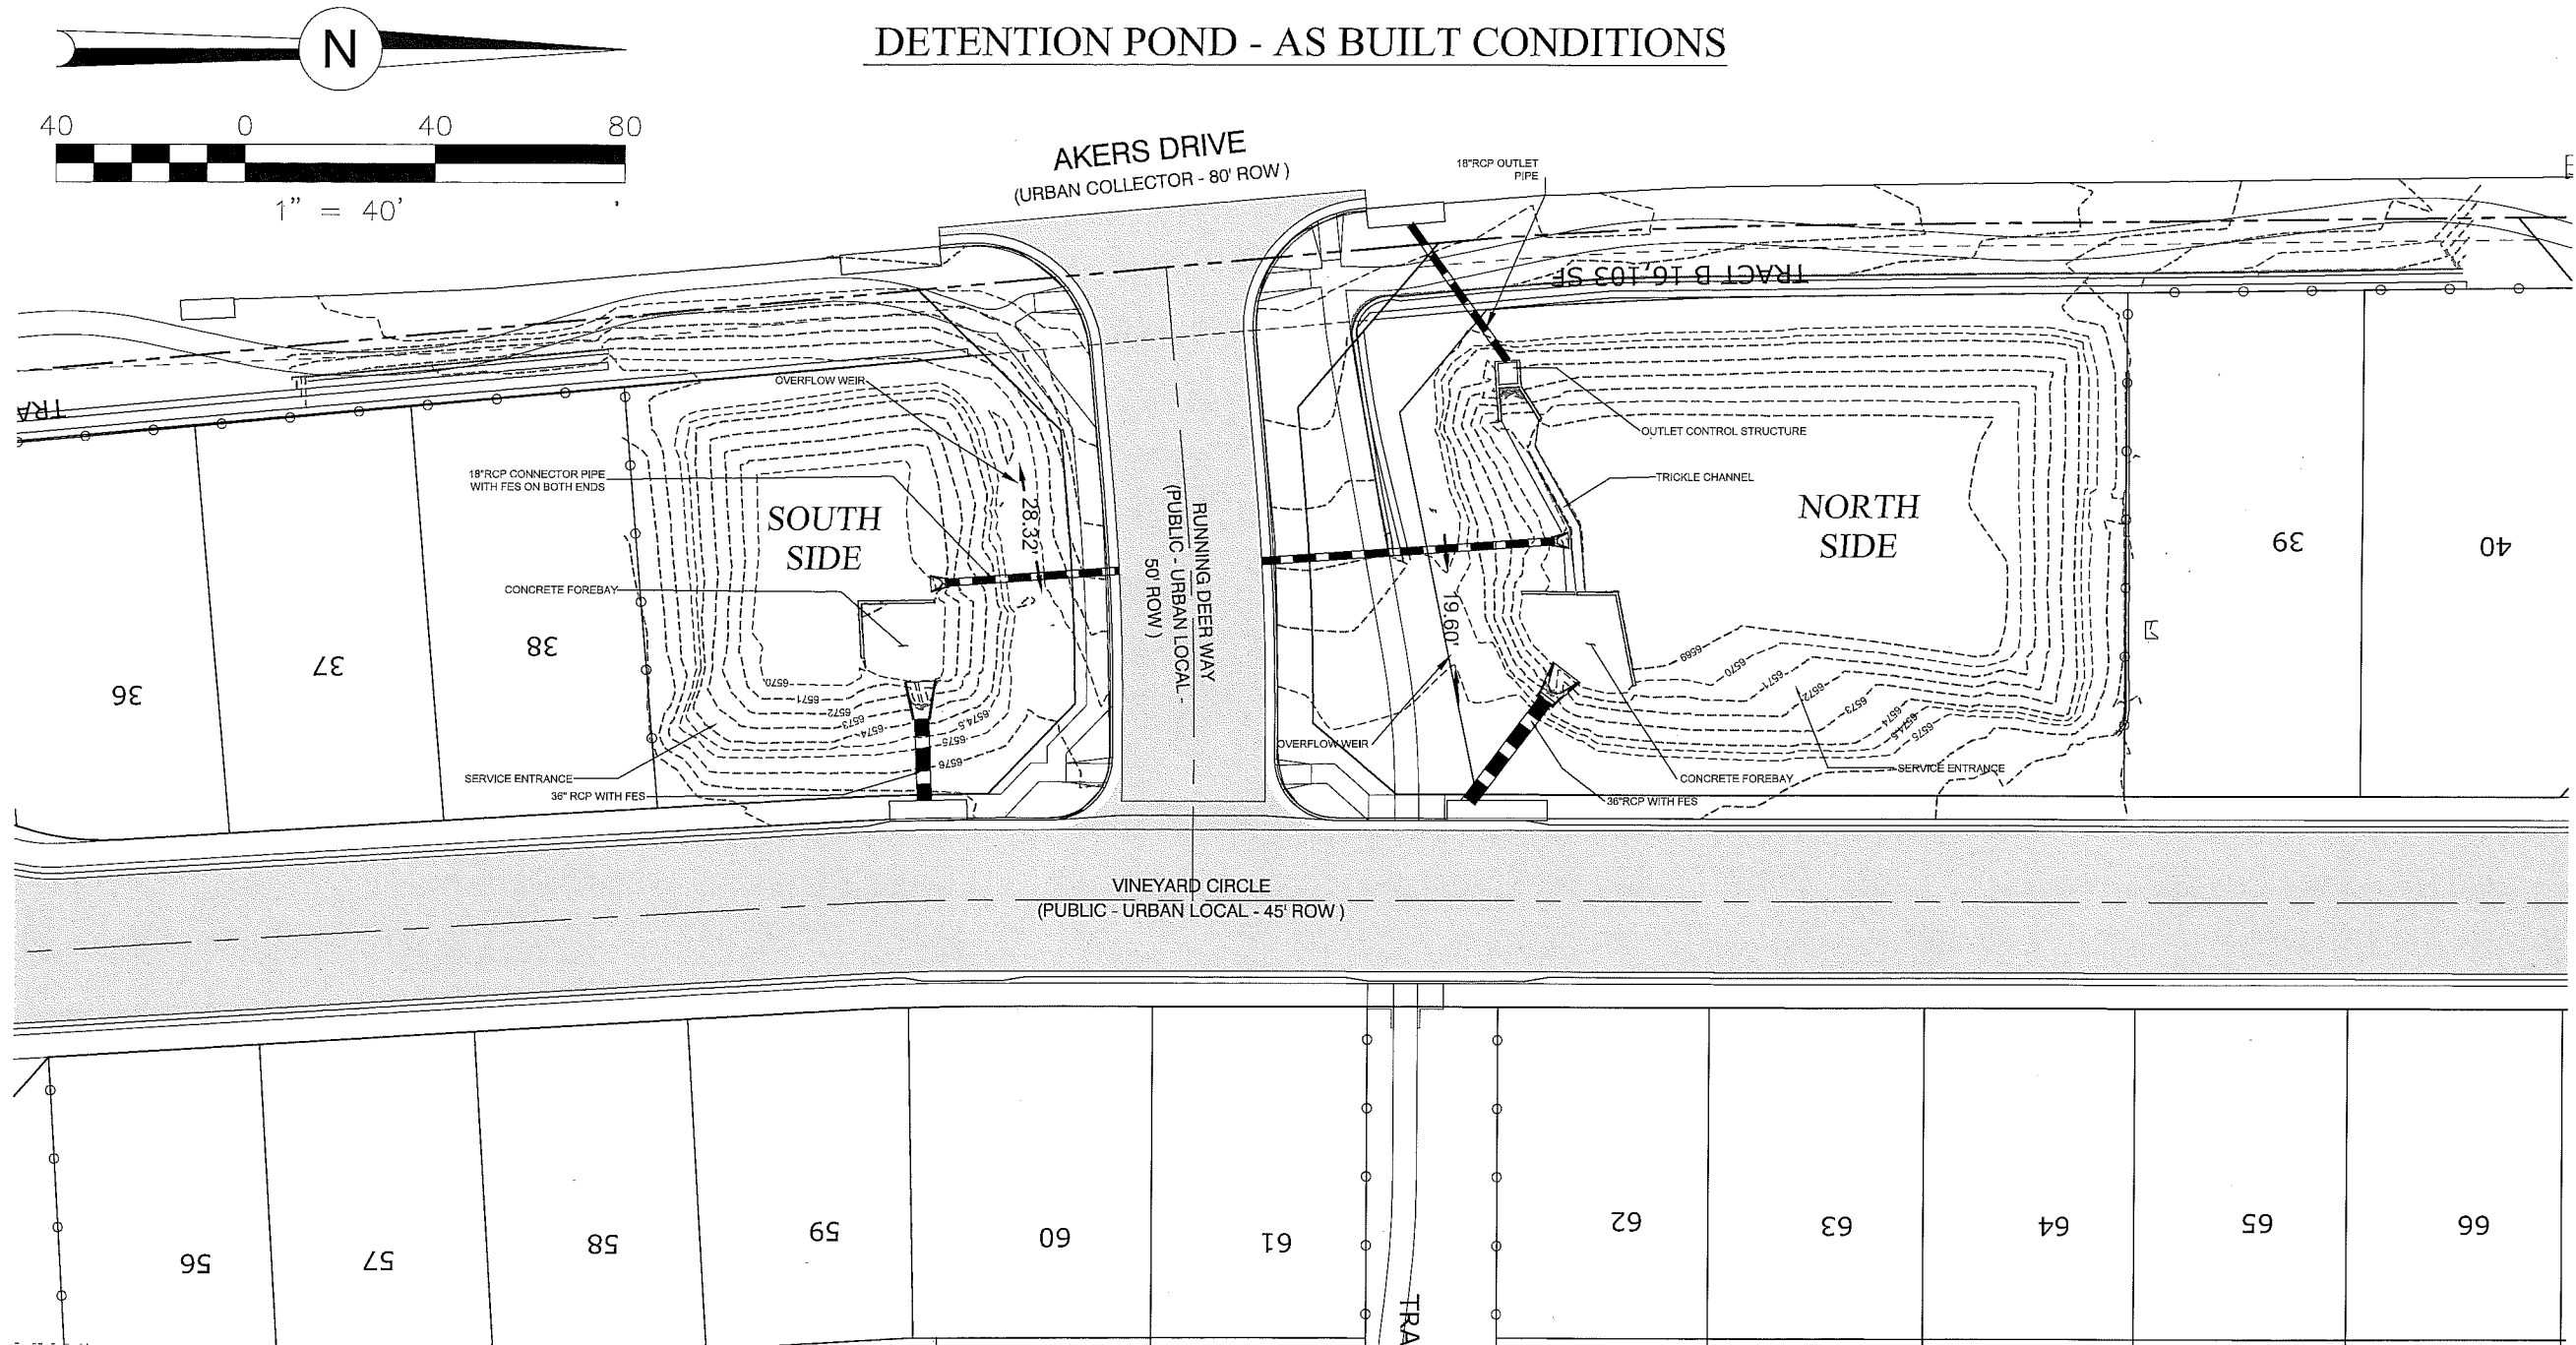 DETENTION POND - AS BUILT CONDITIONS
N
40 0 40 80
1" = 40'
AKERS DRIVE
(URBAN COLLECTOR - 80' ROW )
18"RCP OUTLET
PIPE
TRACT B 16,103 SF
TRA
OVERFLOW WEIR
18"RCP CONNECTOR PIPE
WITH FES ON BOTH ENDS
SOUTH
SIDE
28.32'
CONCRETE FOREBAY
RUNNING DEER WAY
(PUBLIC - URBAN LOCAL -
50' ROW )
OUTLET CONTROL STRUCTURE
TRICKLE CHANNEL
NORTH
SIDE
19.60'
36
37
38
39
40
6570
6571
6572
6573
6574
6574.5
6575
6576
SERVICE ENTRANCE
36" RCP WITH FES
6569
6570
6571
6572
6573
6574
6574.5
6575
OVERFLOW WEIR
CONCRETE FOREBAY
SERVICE ENTRANCE
36"RCP WITH FES
VINEYARD CIRCLE
(PUBLIC - URBAN LOCAL - 45' ROW )
56
57
58
59
60
61
62
63
64
65
66
TRA